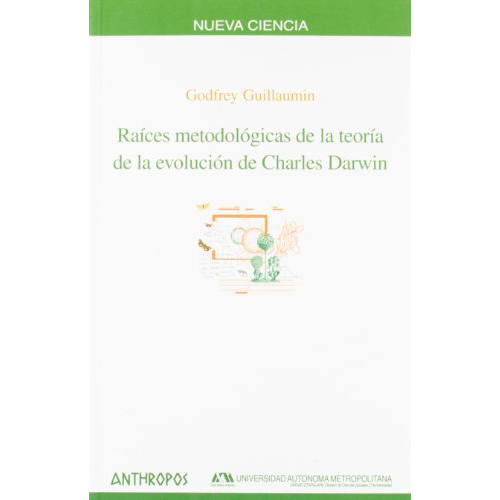 NUEVA CIENCIA
Godfrey Guillaumin
Raíces metodológicas de la teoría
de la evolución de Charles Darwin
ANTHROPOS
UNIVERSIDAD AUTONOMA METROPOLITANA